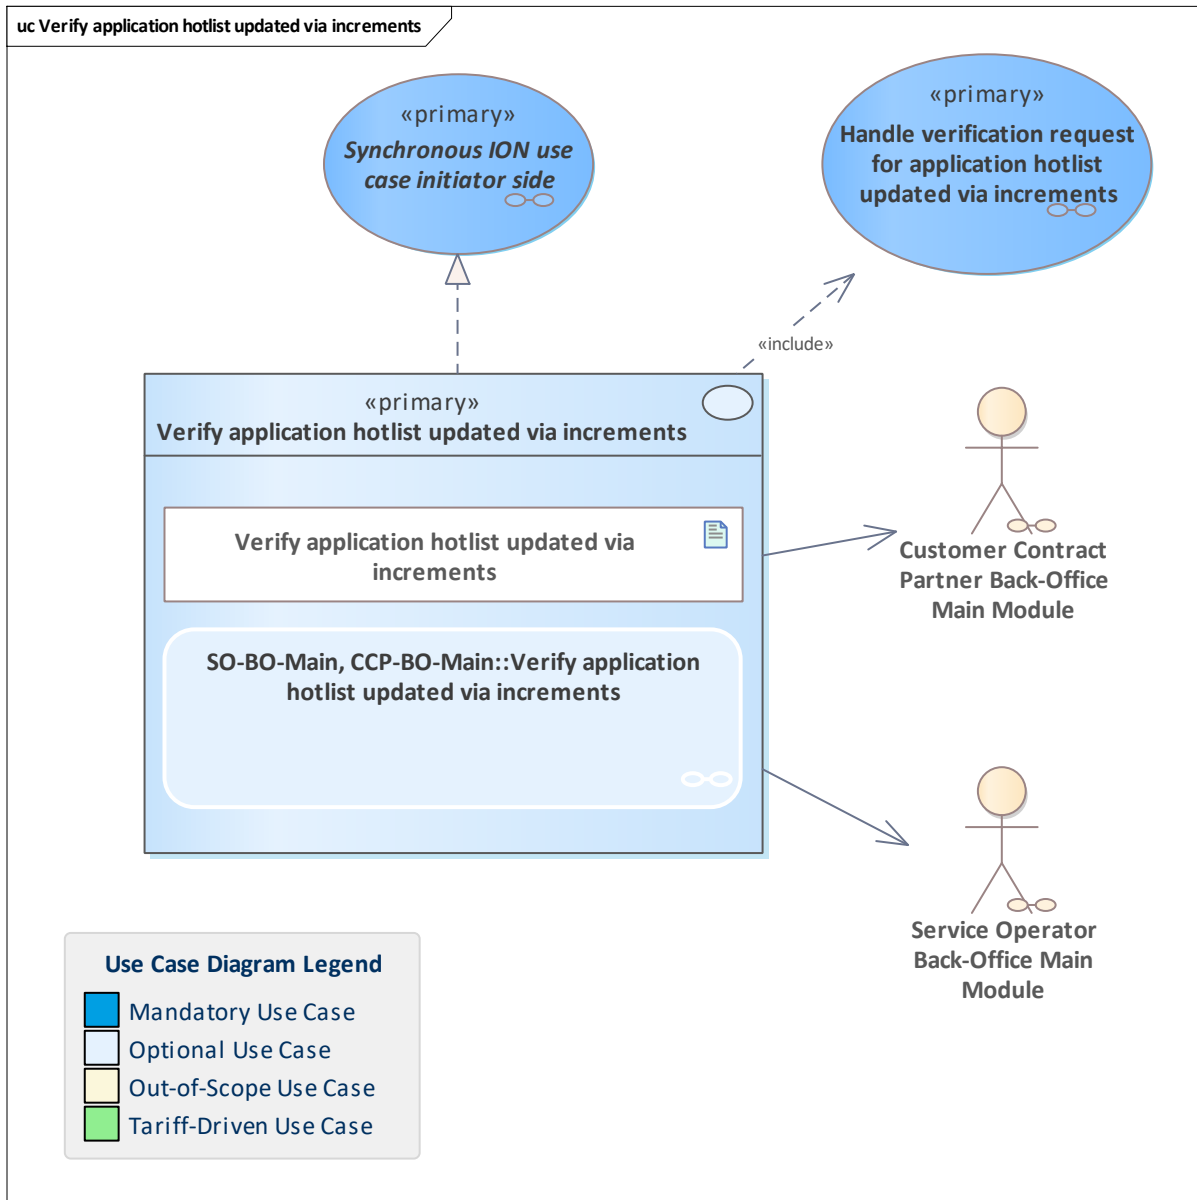 uc Verify application hotlist updated via increments
«primary»
Synchronous ION use
case initiator side
«primary»
Handle verification request
for application hotlist
updated via increments
«include»
«primary»
Verify application hotlist updated via increments
Verify application hotlist updated via
increments
SO-BO-Main, CCP-BO-Main::Verify application
hotlist updated via increments
Customer Contract
Partner Back-Office
Main Module
Service Operator
Back-Office Main
Module
Use Case Diagram Legend
Mandatory Use Case
Optional Use Case
Out-of-Scope Use Case
Tariff-Driven Use Case